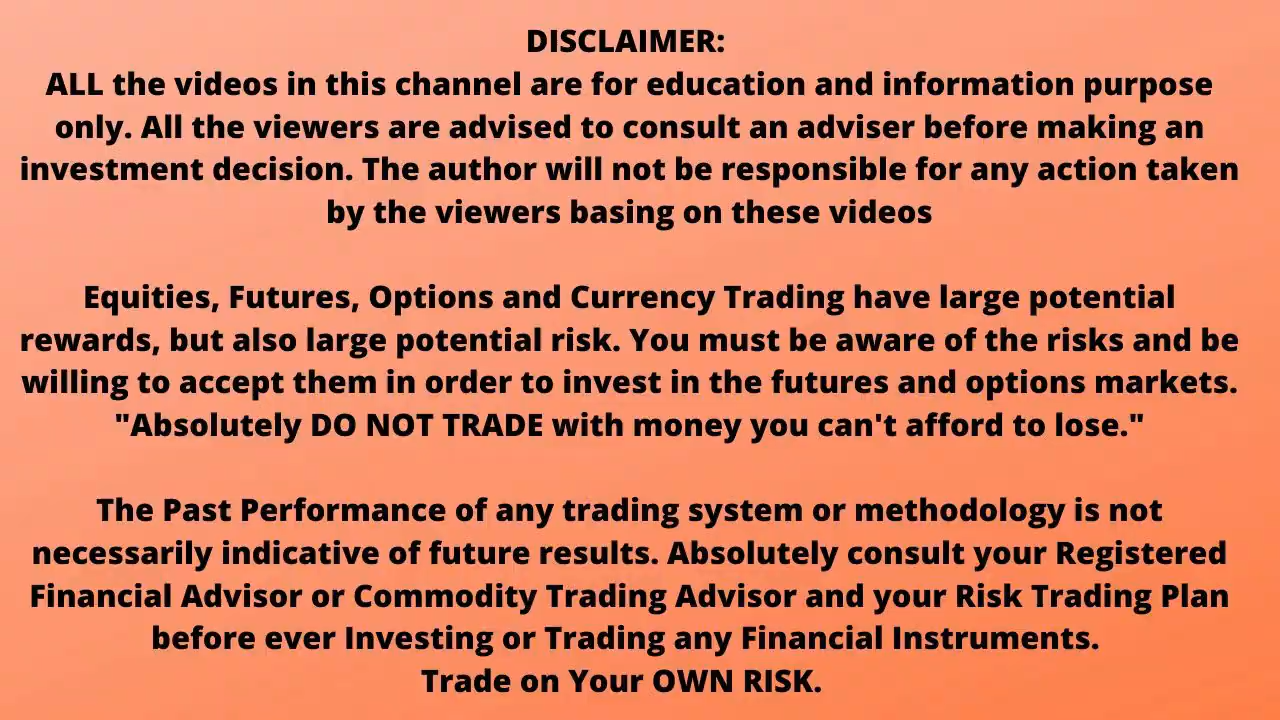 DISCLAIMER:
ALL the videos in this channel are for education and information purpose
only. All the viewers are advised to consult an adviser before making an
investment decision. The author will not be responsible for any action taken
by the viewers basing on these videos
Equities, Futures, Options and Currency Trading have large potential
rewards, but also large potential risk. You must be aware of the risks and be
willing to accept them in order to invest in the futures and options markets.
"Absolutely DO NOT TRADE with money you can't afford to lose."
The Past Performance of any trading system or methodology is not
necessarily indicative of future results. Absolutely consult your Registered
Financial Advisor or Commodity Trading Advisor and your Risk Trading Plan
before ever Investing or Trading any Financial Instruments.
Trade on Your OWN RISK.